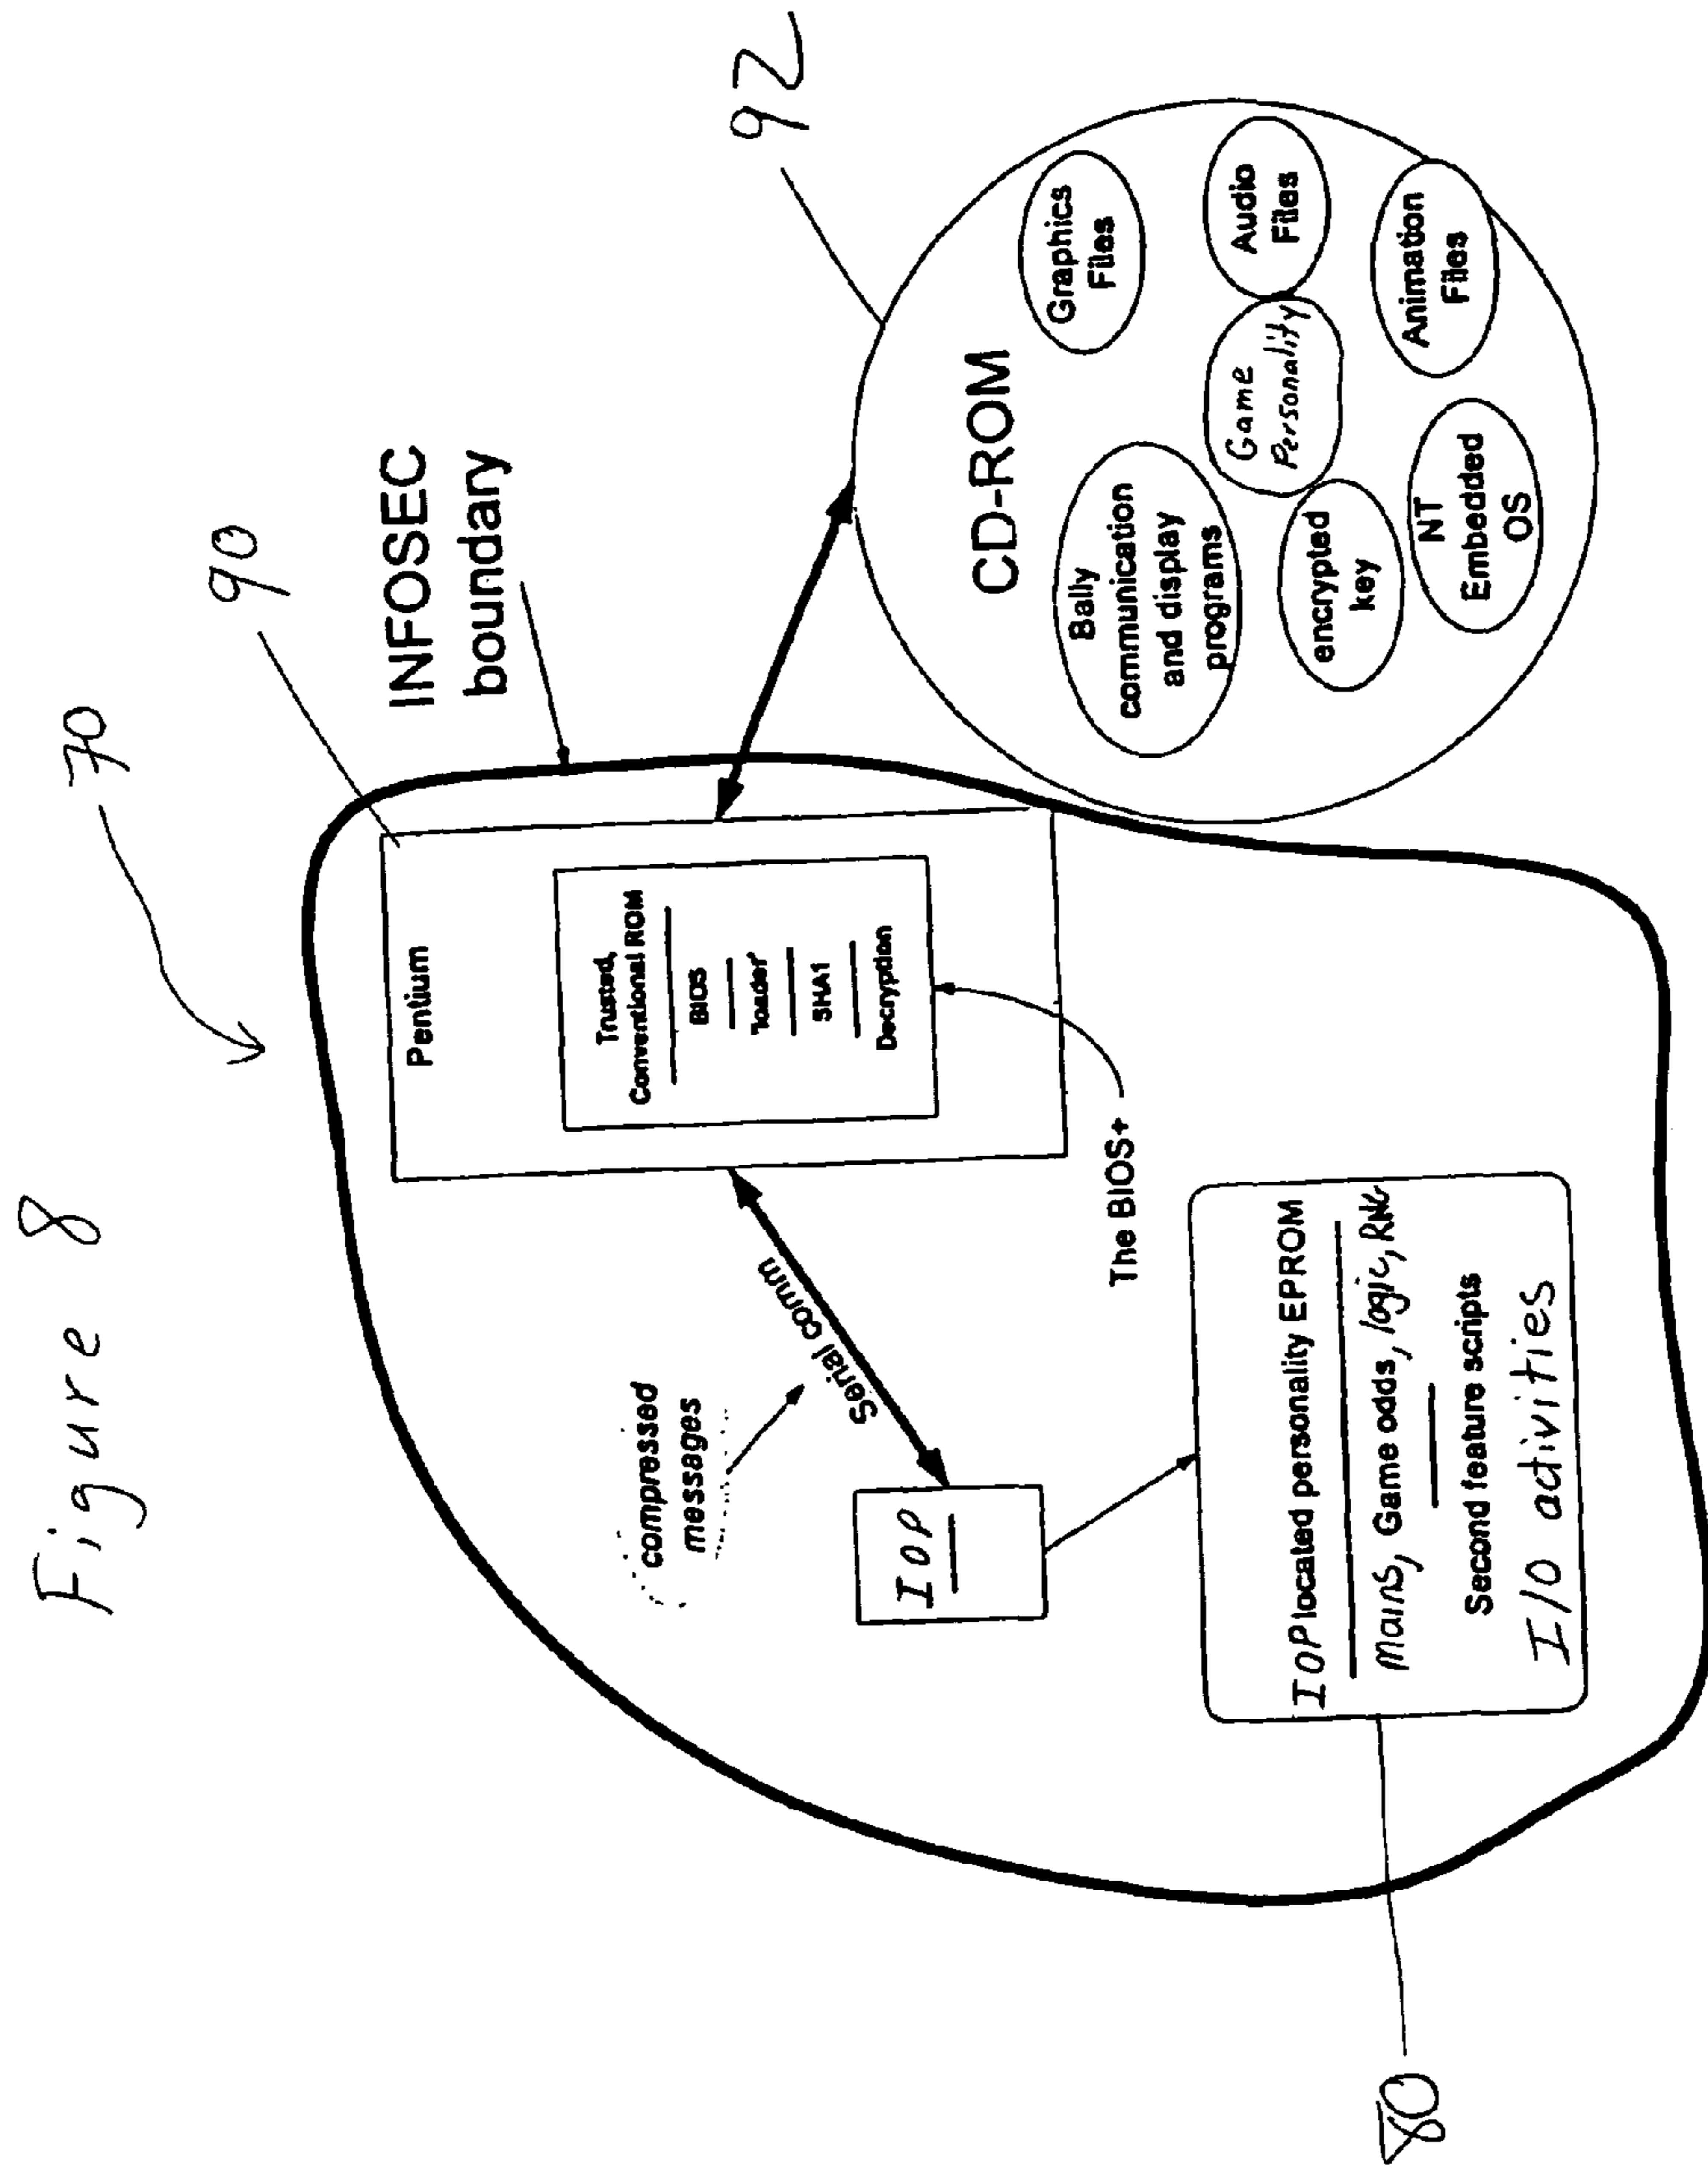 Figure 8
70
90
INFOSEC
boundary
92
Pentium
Trusted,
Conventional ROM
BIOS
'loader'
SHA1
Decryption
compressed
messages
Serial comm
IOP
The BIOS+
IOP located personality EPROM
mains, Game odds, logic, RNG
Second feature scripts
I/O activities
80
CD-ROM
Graphics
Files
Bally
communication
and display
programs
Game
Personality
Audio
Files
encrypted
key
Animation
Files
NT
Embedded
OS